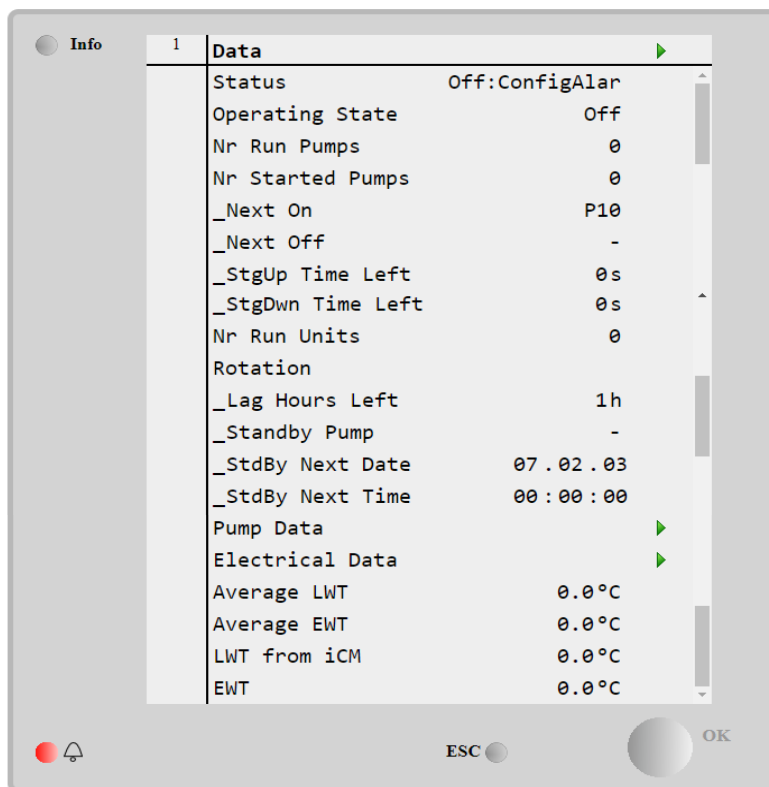 Info
1 Data
Status Off:ConfigAlar
Operating State Off
Nr Run Pumps 0
Nr Started Pumps 0
_Next On P10
_Next Off -
_StgUp Time Left 0s
_StgDwn Time Left 0s
Nr Run Units 0
Rotation
_Lag Hours Left 1h
_Standby Pump -
_StdBy Next Date 07.02.03
_StdBy Next Time 00:00:00
Pump Data
Electrical Data
Average LWT 0.0°C
Average EWT 0.0°C
LWT from iCM 0.0°C
EWT 0.0°C
ESC OK